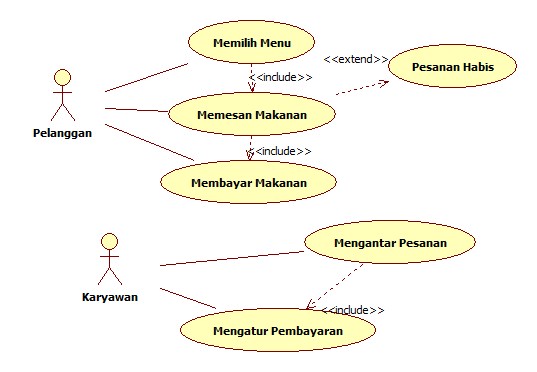 Memilih Menu
<<extend>>
Pesanan Habis
<<include>>
Memesan Makanan
Pelanggan
<<include>>
Membayar Makanan
Mengantar Pesanan
Karyawan
<<include>>
Mengatur Pembayaran